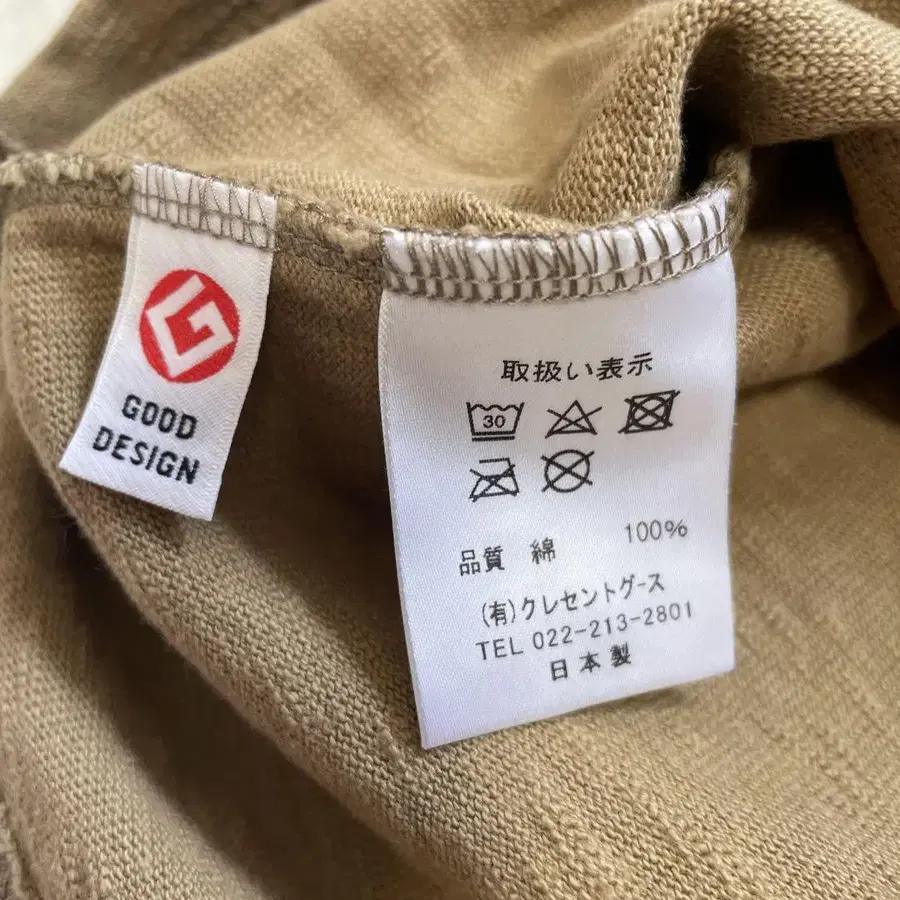 GOOD
DESIGN
取扱い表示
30
品質 綿 100%
(有)クレセントグース
TEL 022-213-2801
日本製